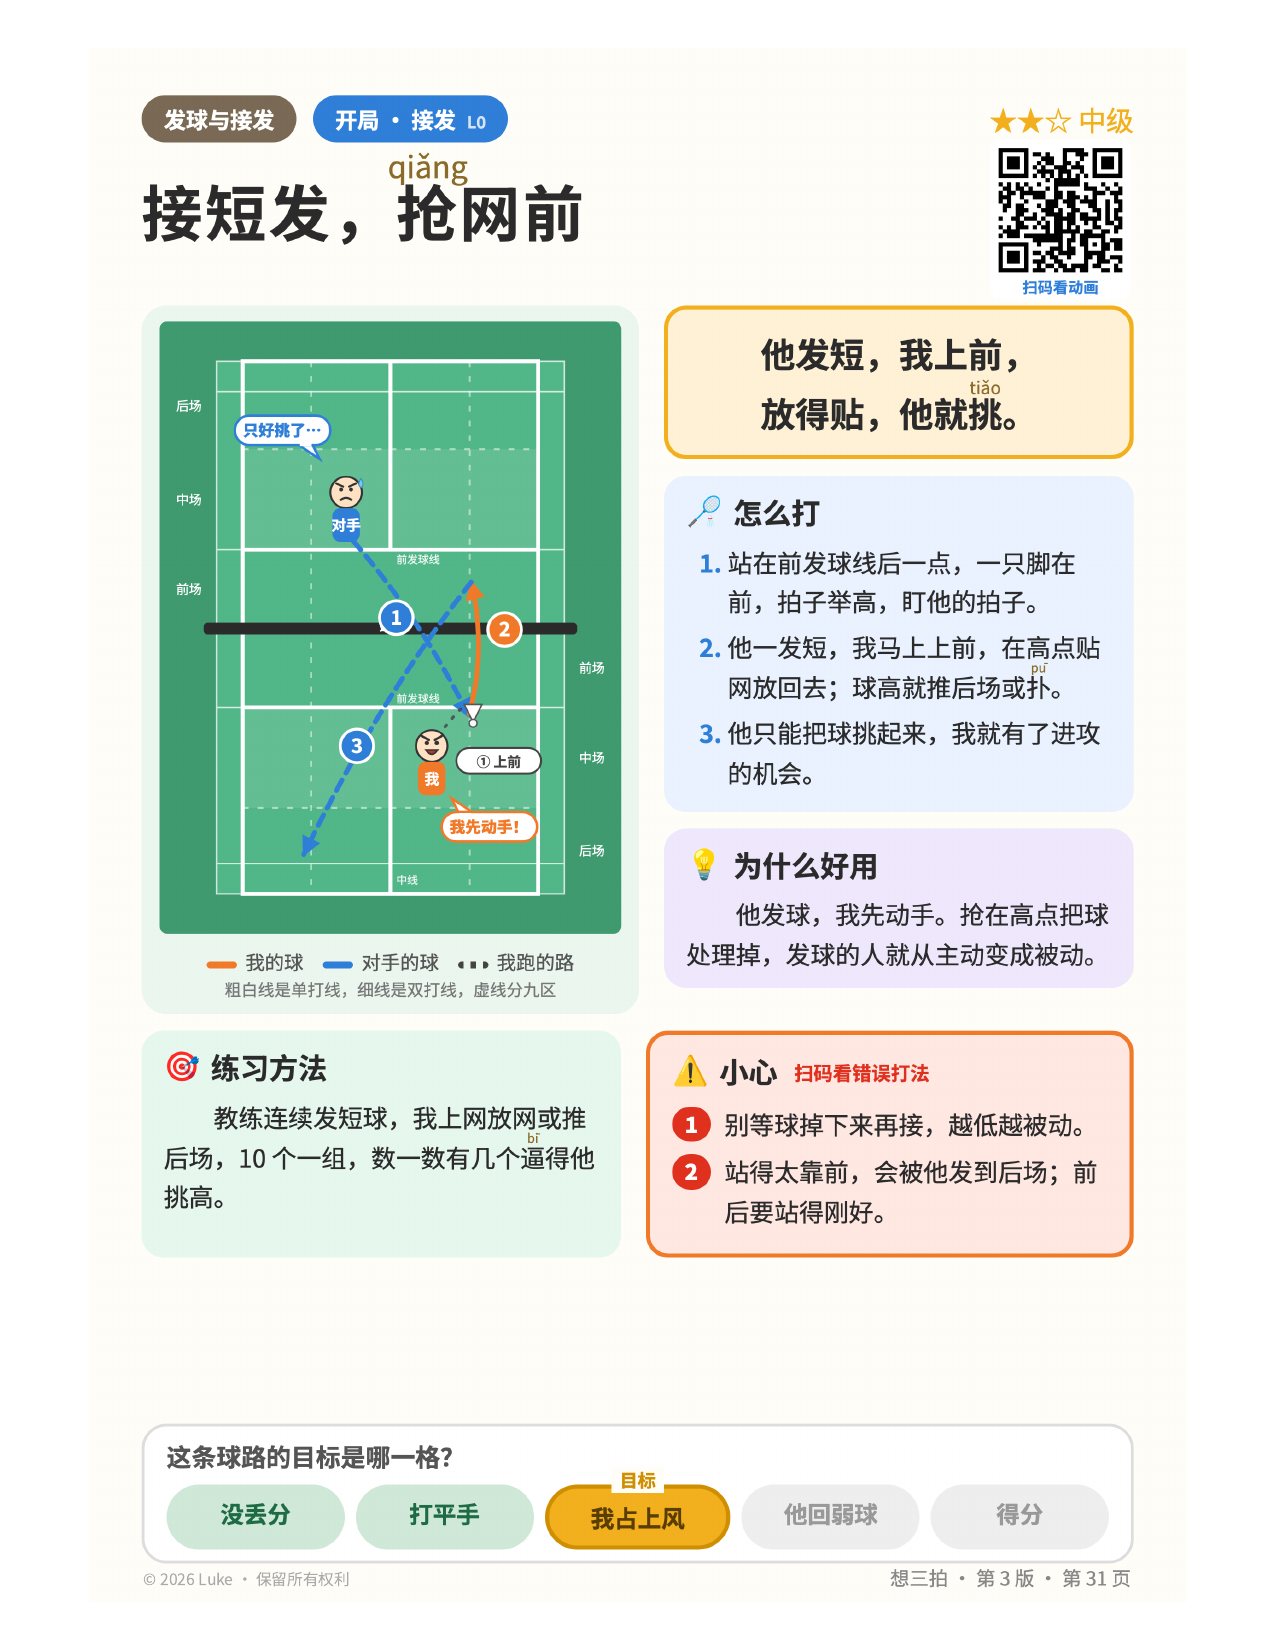 发球与接发
开局 · 接发 L0
★★☆ 中级
qiǎng
接短发，抢网前
扫码看动画
后场
中场
前场
只好挑了…
对手
前发球线
1
2
前场
前发球线
3
我
① 上前
中场
我先动手！
后场
中线
我的球 对手的球 我跑的路
粗白线是单打线，细线是双打线，虚线分九区
他发短，我上前，
tiǎo
放得贴，他就挑。
怎么打
1. 站在前发球线后一点，一只脚在
前，拍子举高，盯他的拍子。
2. 他一发短，我马上上前，在高点贴
pū
网放回去；球高就推后场或扑。
3. 他只能把球挑起来，我就有了进攻
的机会。
为什么好用
他发球，我先动手。抢在高点把球
处理掉，发球的人就从主动变成被动。
练习方法
教练连续发短球，我上网放网或推
bī
后场，10 个一组，数一数有几个逼得他
挑高。
小心 扫码看错误打法
1 别等球掉下来再接，越低越被动。
2 站得太靠前，会被他发到后场；前
后要站得刚好。
这条球路的目标是哪一格？
目标
没丢分 打平手 我占上风 他回弱球 得分
© 2026 Luke · 保留所有权利
想三拍 · 第 3 版 · 第 31 页